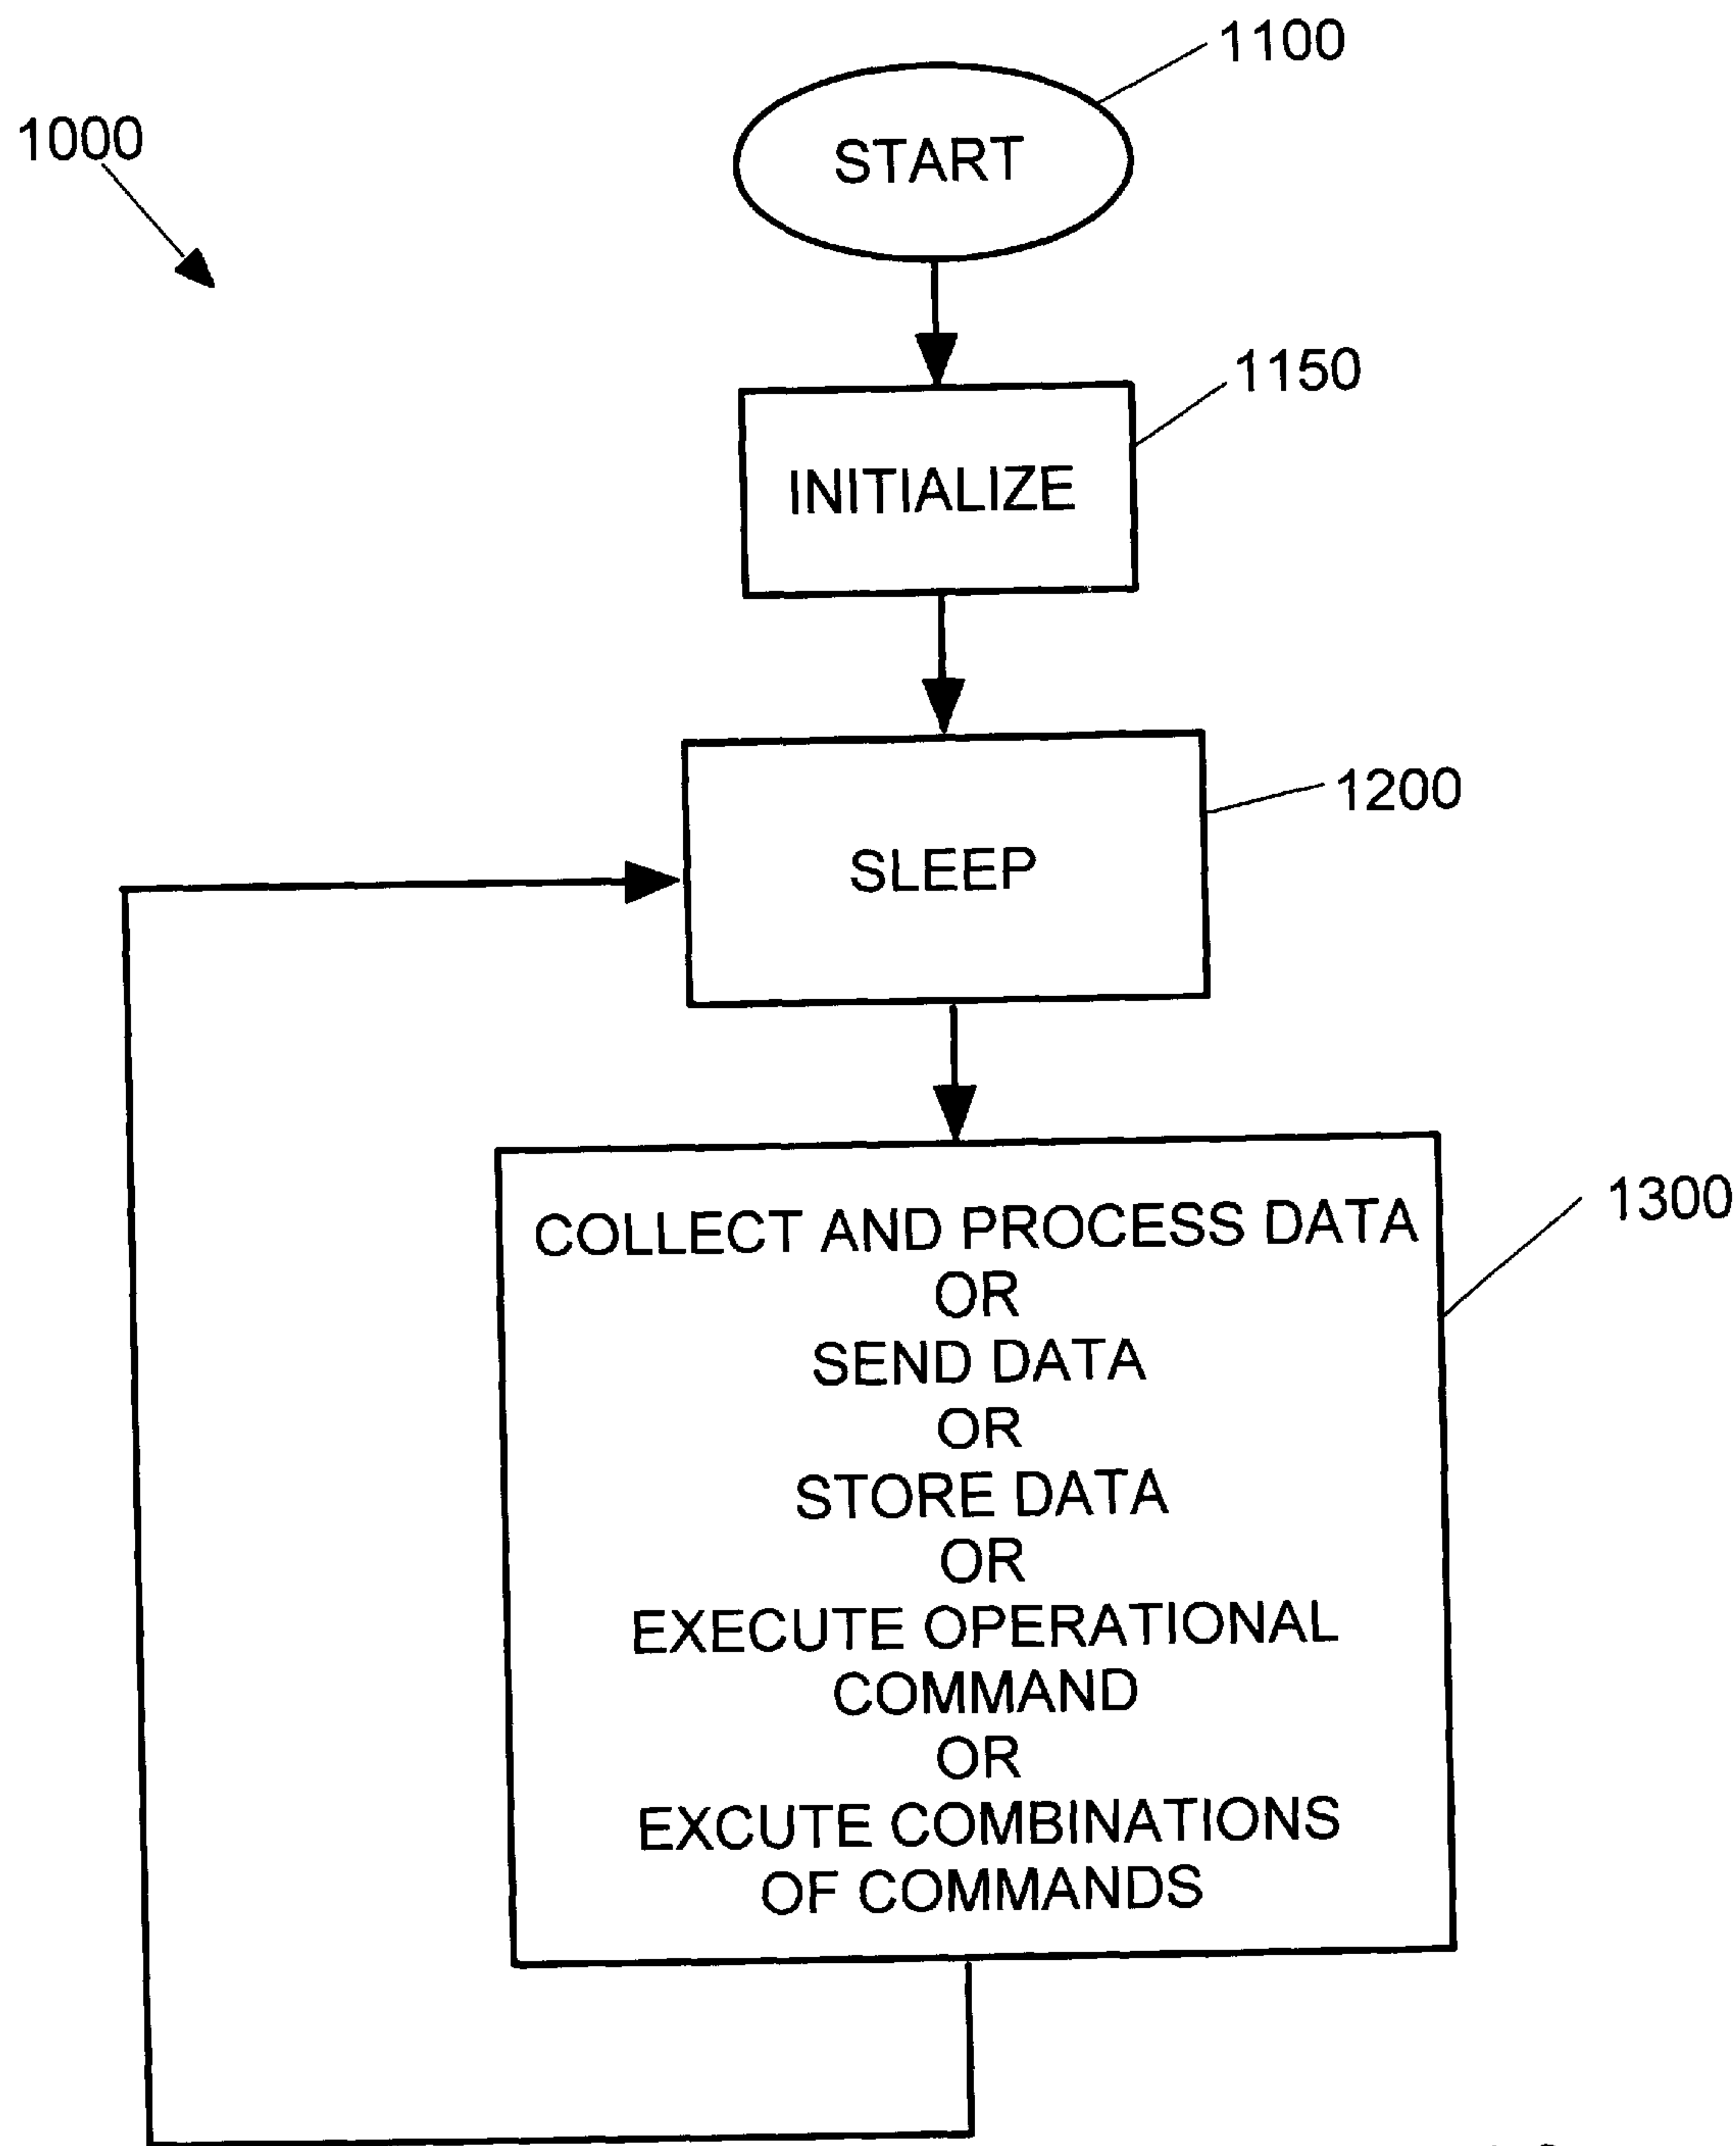 1100
1000
START
1150
INITIALIZE
1200
SLEEP
1300
COLLECT AND PROCESS DATA
OR
SEND DATA
OR
STORE DATA
OR
EXECUTE OPERATIONAL
COMMAND
OR
EXCUTE COMBINATIONS
OF COMMANDS